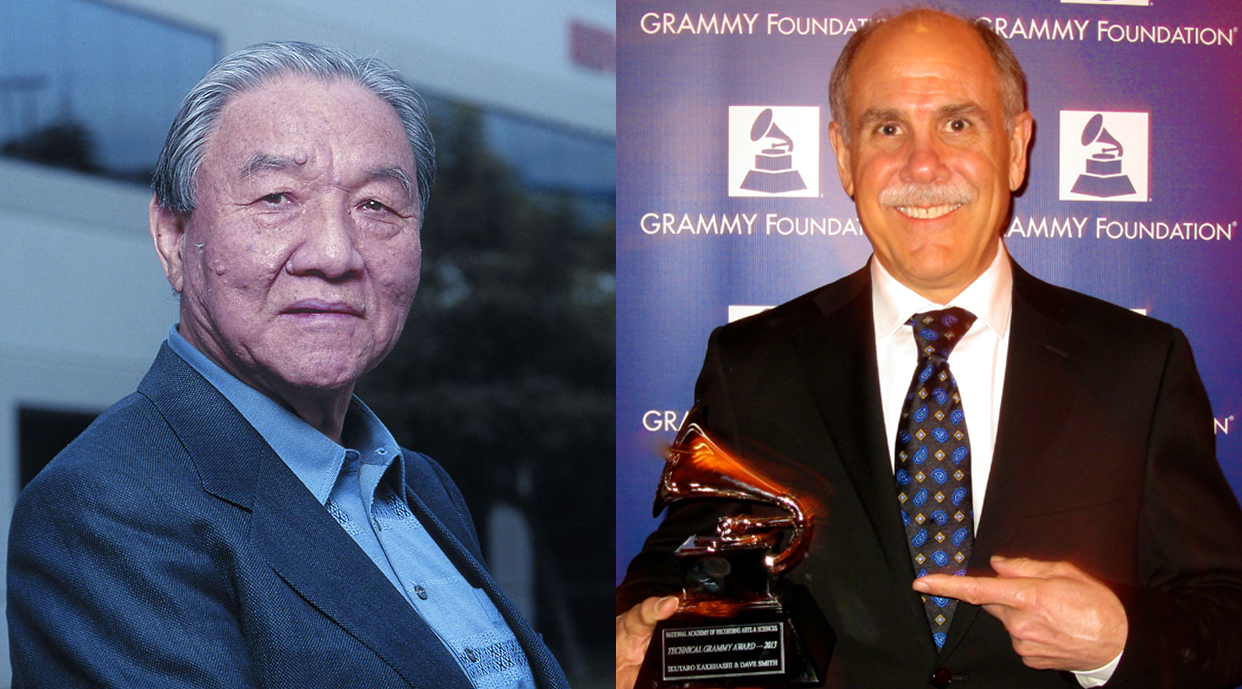 GRAMMY FOUNDATION
GRAMMY FOUNDATION®
GRAMMY FOUNDATION
GRAMMY FOUNDATION®
NATIONAL ACADEMY OF RECORDING ARTS & SCIENCES
TECHNICAL GRAMMY AWARD — 2013
IKUTARO KAKEHASHI & DAVE SMITH